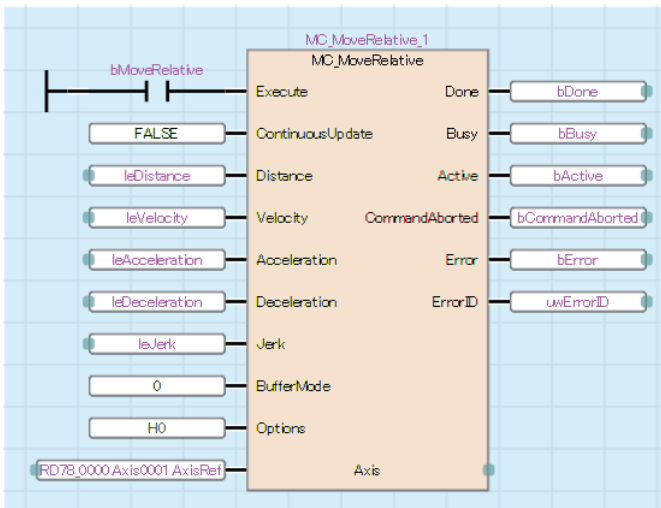 MC_MoveRelative_1
bMoveRelative
MC_MoveRelative
Execute Done bDone
FALSE ContinuousUpdate Busy bBusy
leDistance Distance Active bActive
leVelocity Velocity CommandAborted bCommandAborted
leAcceleration Acceleration Error bError
leDeceleration Deceleration ErrorID uwErrorID
leJerk Jerk
0 BufferMode
H0 Options
RD78_0000.Axis0001.AxisRef Axis